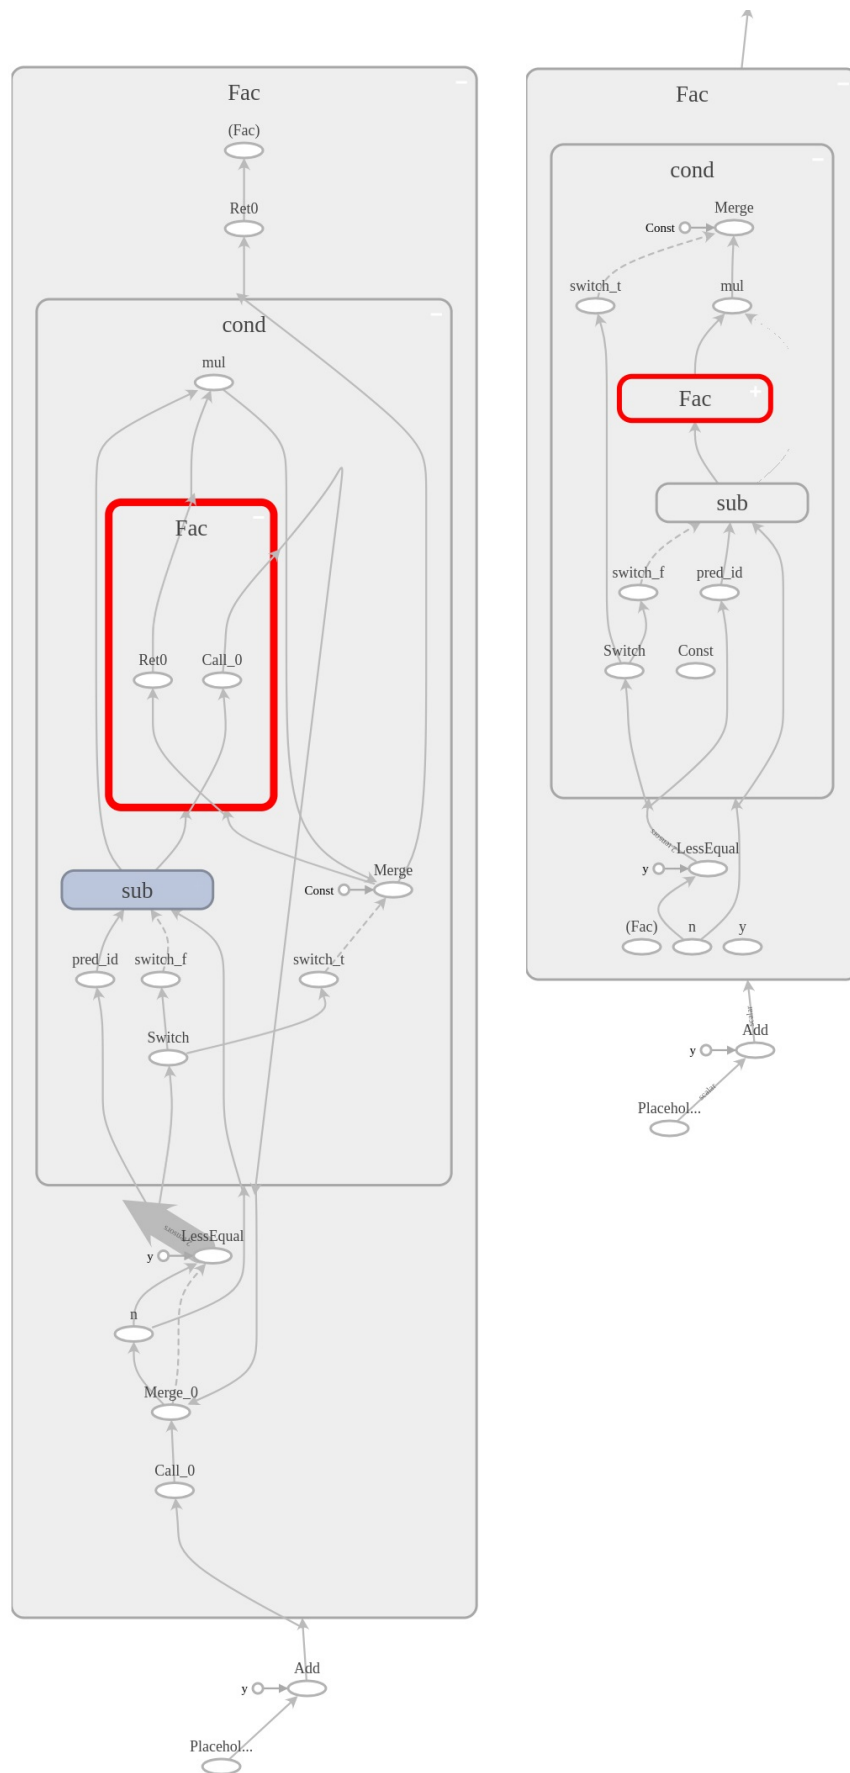 Fac
(Fac)
Ret0
cond
mul
Fac
Ret0
Call_0
sub
Const
Merge
pred_id
switch_f
switch_t
Switch
LessEqual
y
n
Merge_0
Call_0
Add
y
Placehol...
Fac
cond
Merge
Const
switch_t
mul
Fac
sub
switch_f
pred_id
Switch
Const
LessEqual
y
(Fac)
n
y
Add
y
scalar
Placehol...